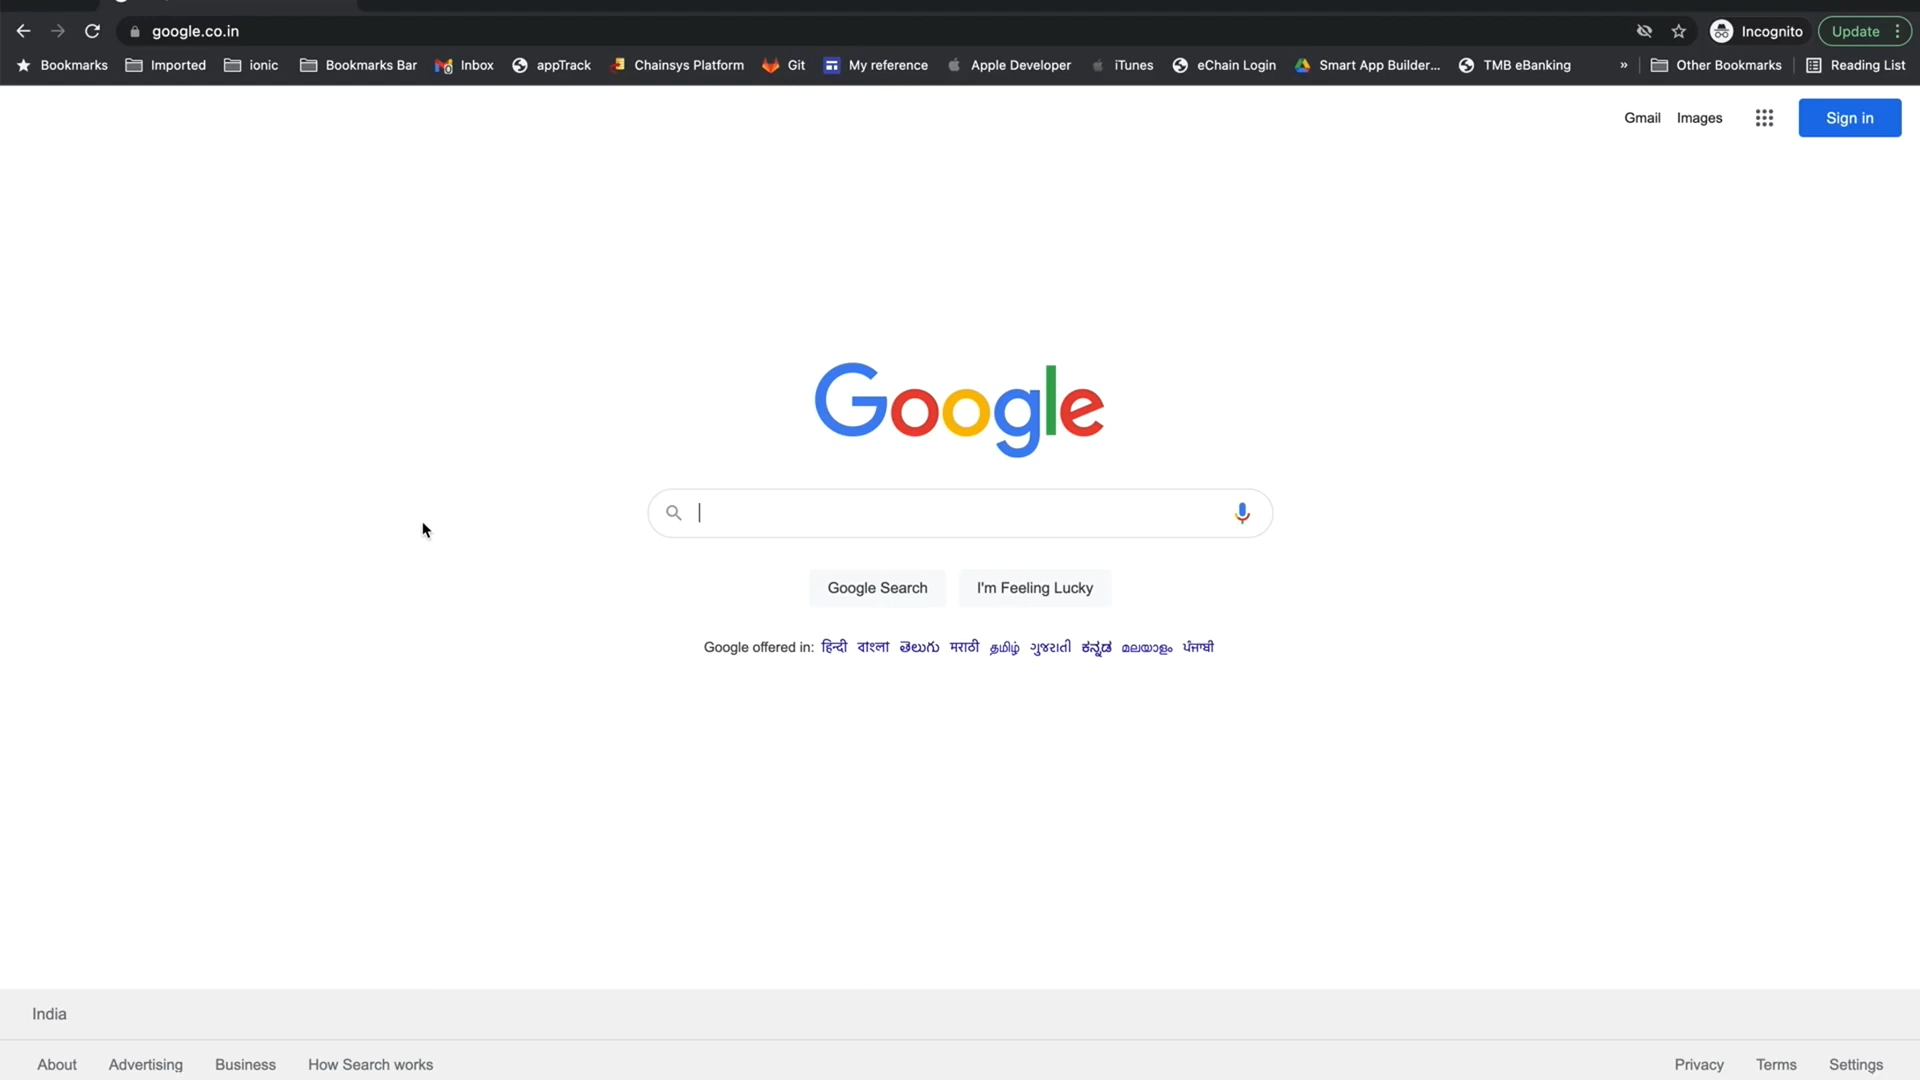 google.co.in Incognito Update
Bookmarks Imported ionic Bookmarks Bar Inbox appTrack Chainsys Platform Git My reference Apple Developer iTunes eChain Login Smart App Builder... TMB eBanking » Other Bookmarks Reading List
Gmail Images Sign in
Google
Google Search I'm Feeling Lucky
Google offered in: हिन्दी বাংলা తెలుగు मराठी தமிழ் ગુજરાતી ಕನ್ನಡ മലയാളം ਪੰਜਾਬੀ
India
About Advertising Business How Search works Privacy Terms Settings